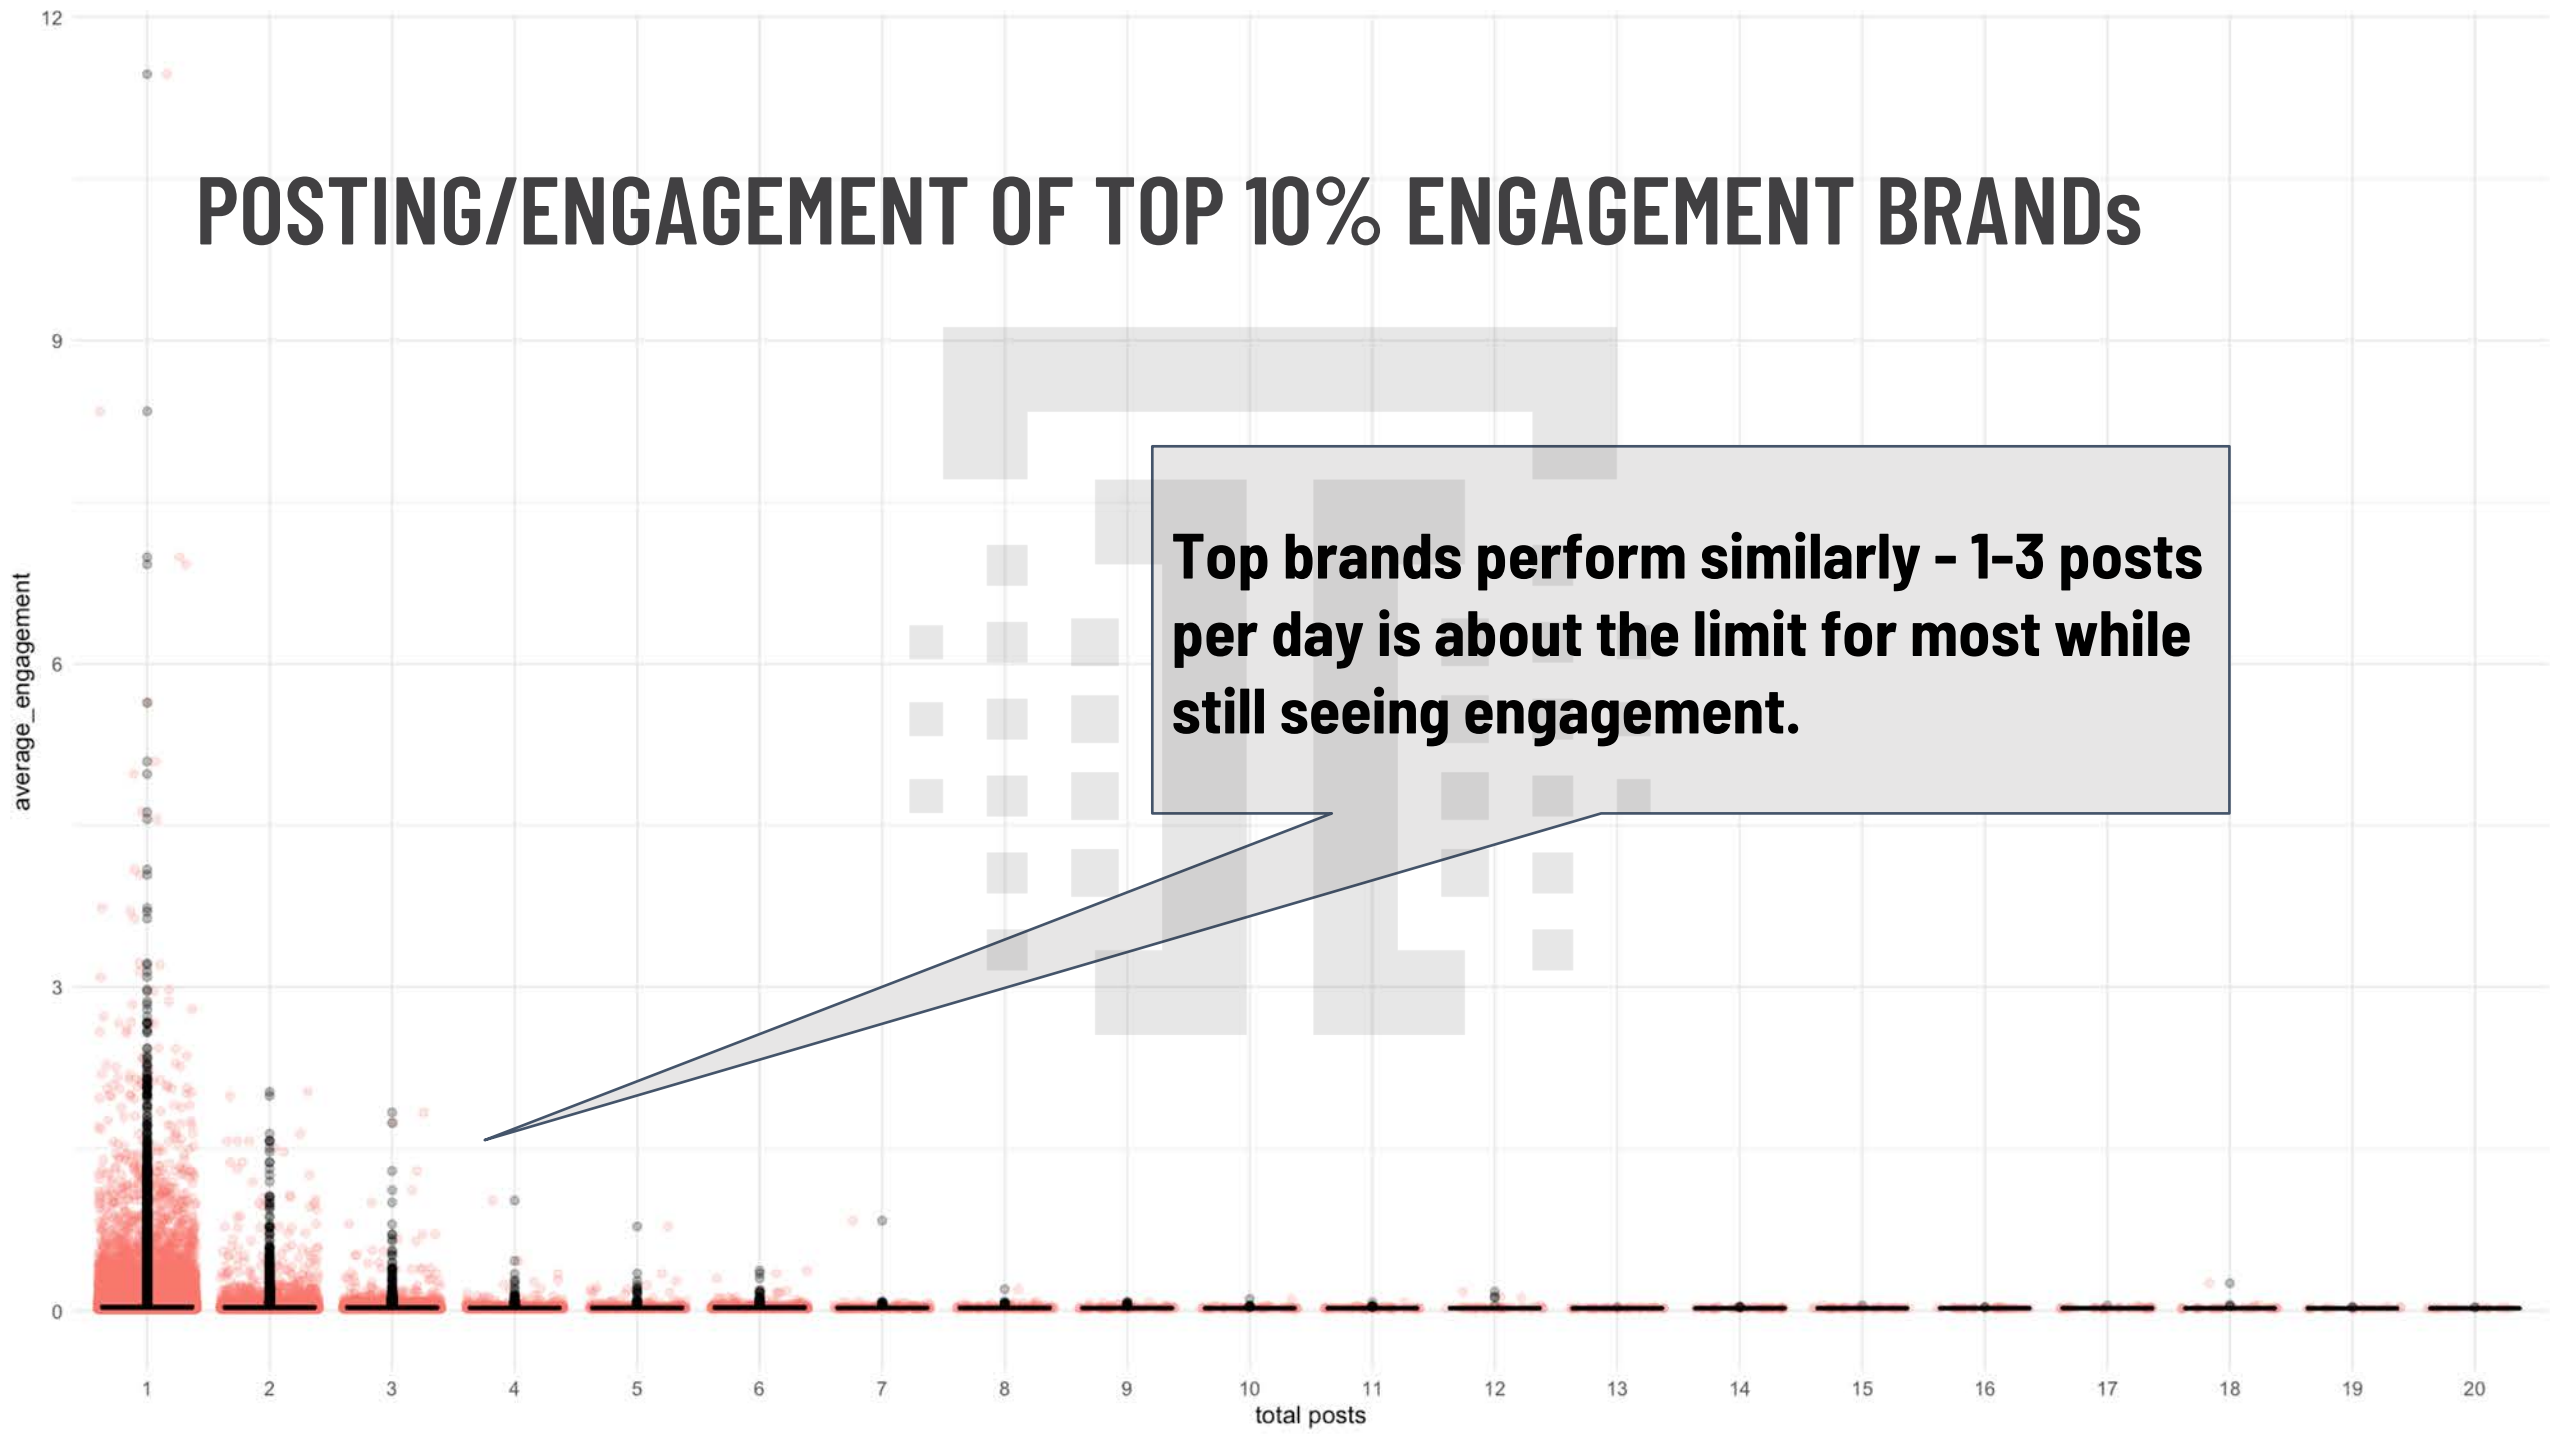 12
POSTING/ENGAGEMENT OF TOP 10% ENGAGEMENT BRANDs
9
Top brands perform similarly - 1-3 posts
per day is about the limit for most while
still seeing engagement.
average_engagement
6
3
0
1 2 3 4 5 6 7 8 9 10 11 12 13 14 15 16 17 18 19 20
total posts